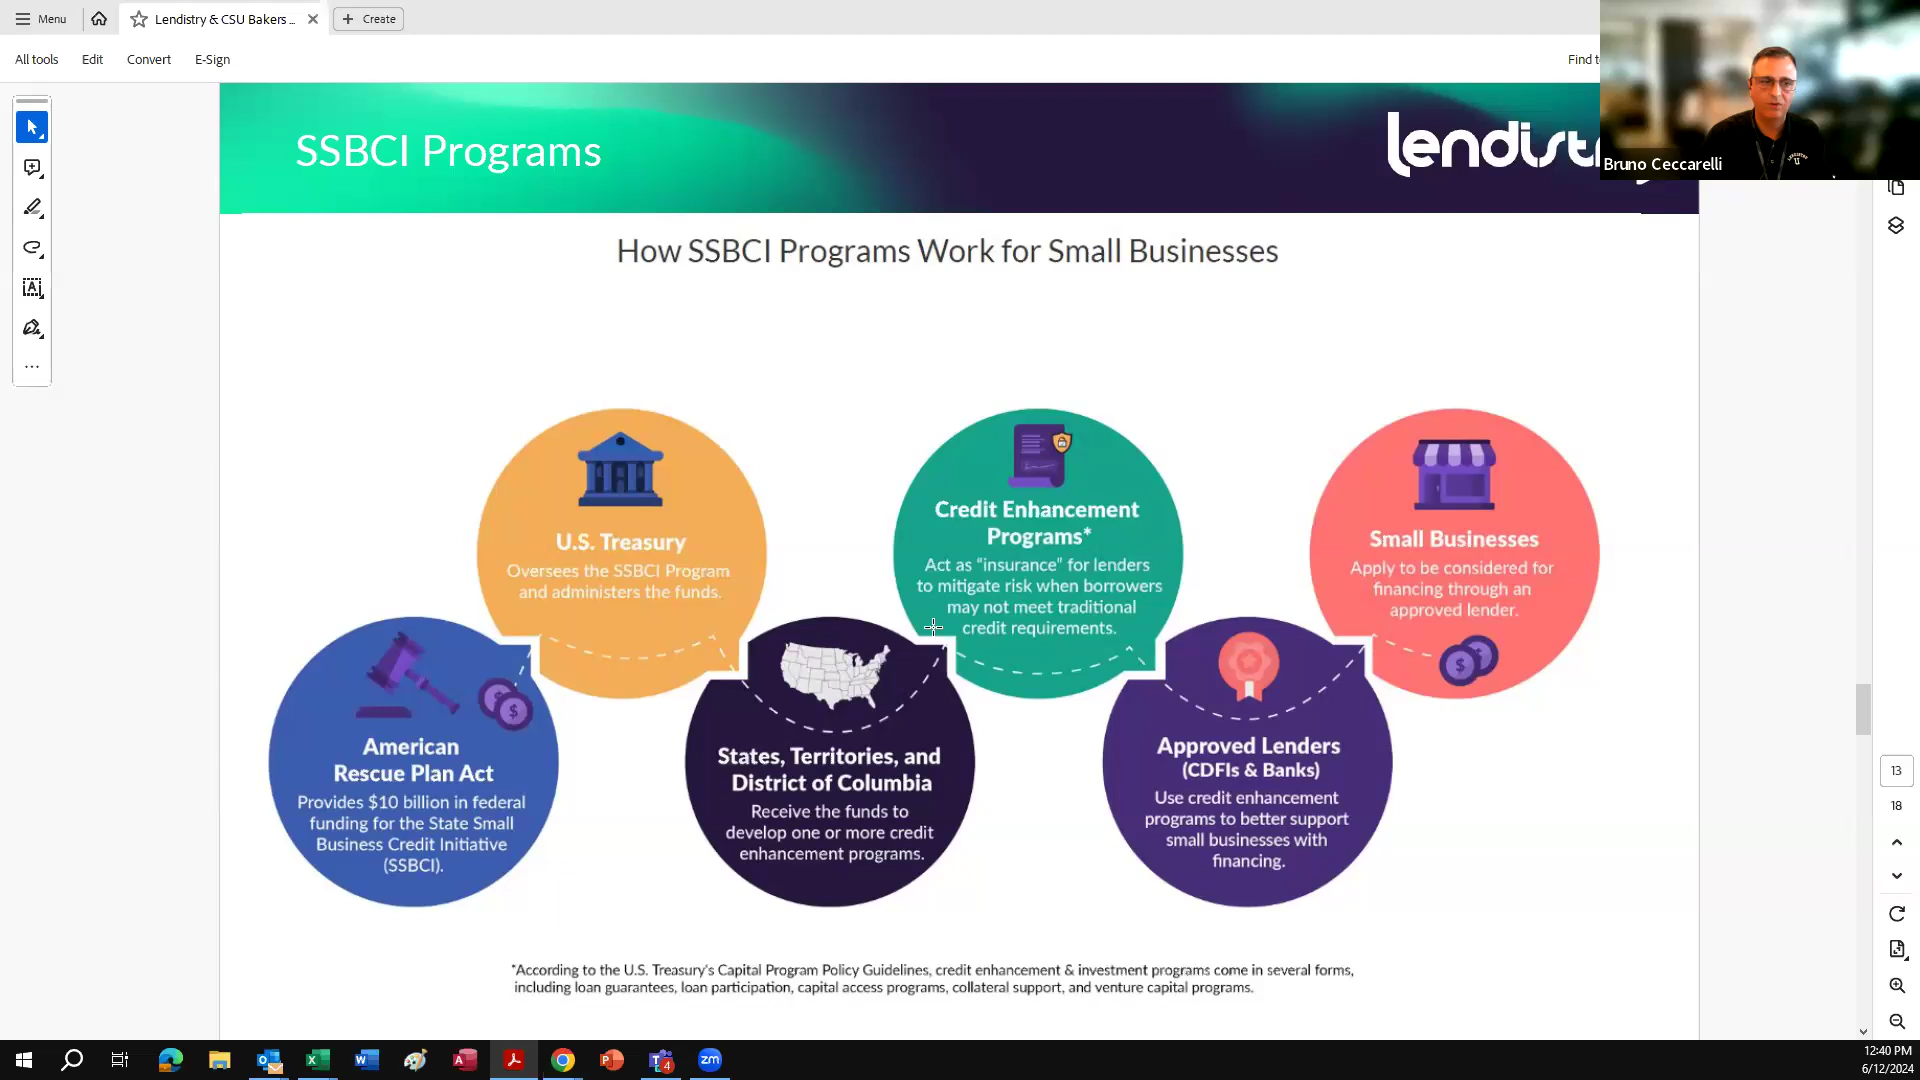 Menu
Lendistry & CSU Bakers ...
Create
All tools
Edit
Convert
E-Sign
Find t
Bruno Ceccarelli
SSBCI Programs
lendistr
How SSBCI Programs Work for Small Businesses
American
Rescue Plan Act
Provides $10 billion in federal
funding for the State Small
Business Credit Initiative
(SSBCI).
U.S. Treasury
Oversees the SSBCI Program
and administers the funds.
States, Territories, and
District of Columbia
Receive the funds to
develop one or more credit
enhancement programs.
Credit Enhancement
Programs*
Act as “insurance” for lenders
to mitigate risk when borrowers
may not meet traditional
credit requirements.
Approved Lenders
(CDFIs & Banks)
Use credit enhancement
programs to better support
small businesses with
financing.
Small Businesses
Apply to be considered for
financing through an
approved lender.
*According to the U.S. Treasury's Capital Program Policy Guidelines, credit enhancement & investment programs come in several forms,
including loan guarantees, loan participation, capital access programs, collateral support, and venture capital programs.
13
18
12:40 PM
6/12/2024